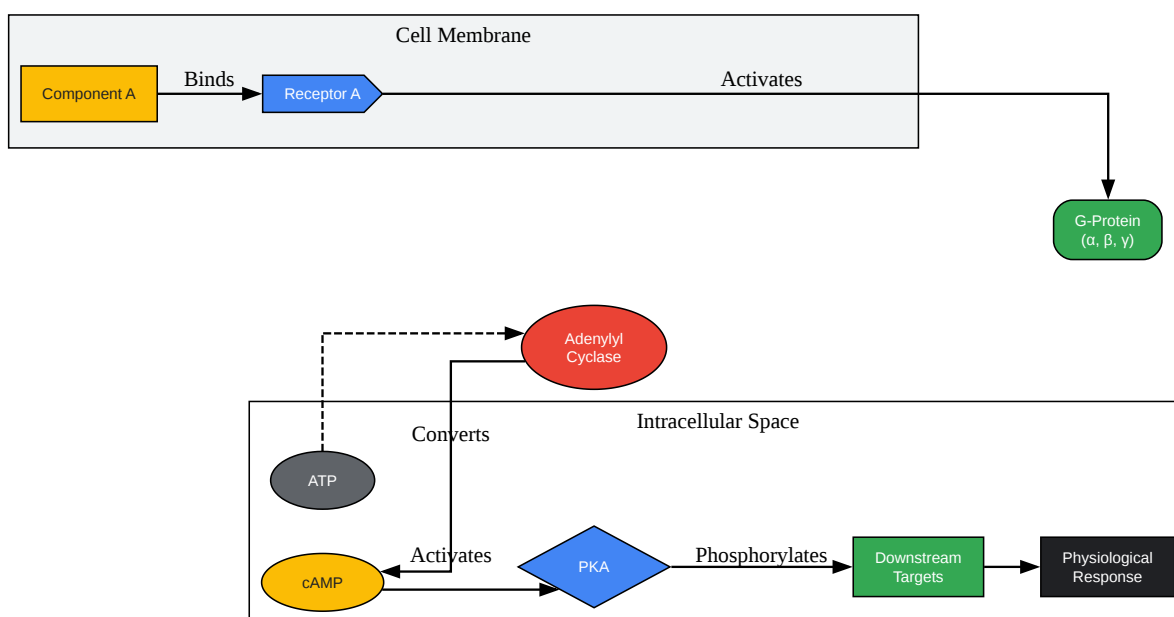 Cell Membrane
Component A
Binds
Receptor A
Activates
G-Protein
(α, β, γ)
Adenylyl
Cyclase
Intracellular Space
Converts
ATP
cAMP
Activates
PKA
Phosphorylates
Downstream
Targets
Physiological
Response